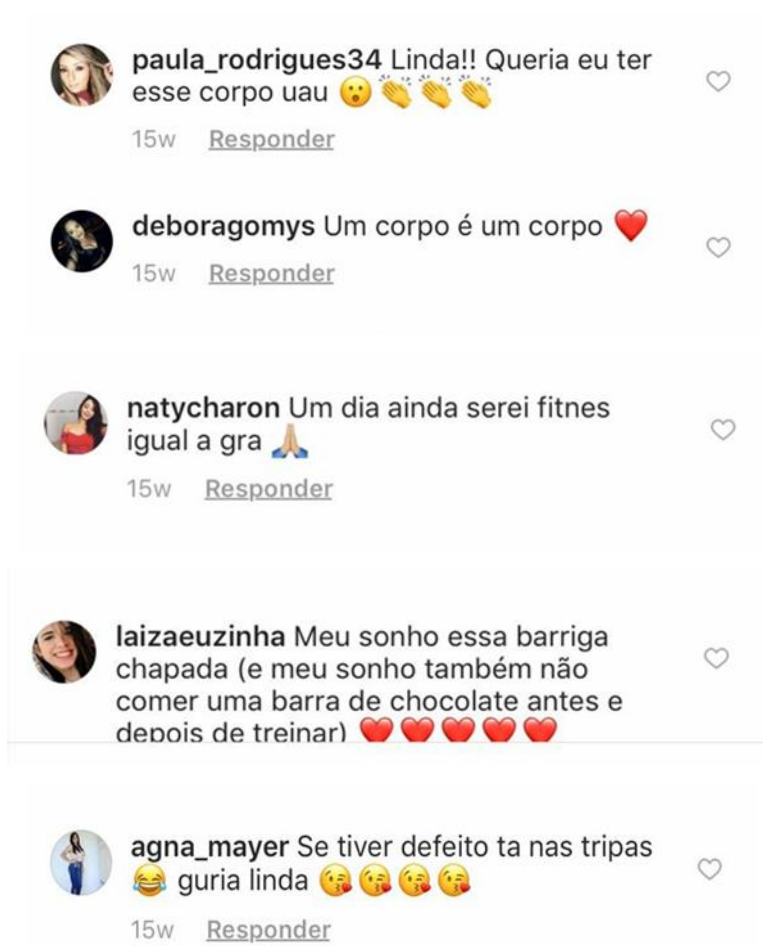 paula_rodrigues34 Linda!! Queria eu ter
esse corpo uau 😮👏👏👏
15w Responder
deboragomys Um corpo é um corpo ❤️
15w Responder
natycharon Um dia ainda serei fitnes
igual a gra 🙏🏼
15w Responder
laizaeuzinha Meu sonho essa barriga
chapada (e meu sonho também não
comer uma barra de chocolate antes e
depois de treinar) ❤️❤️❤️❤️❤️
agna_mayer Se tiver defeito ta nas tripas
😂 guria linda 😘😘😘😘
15w Responder